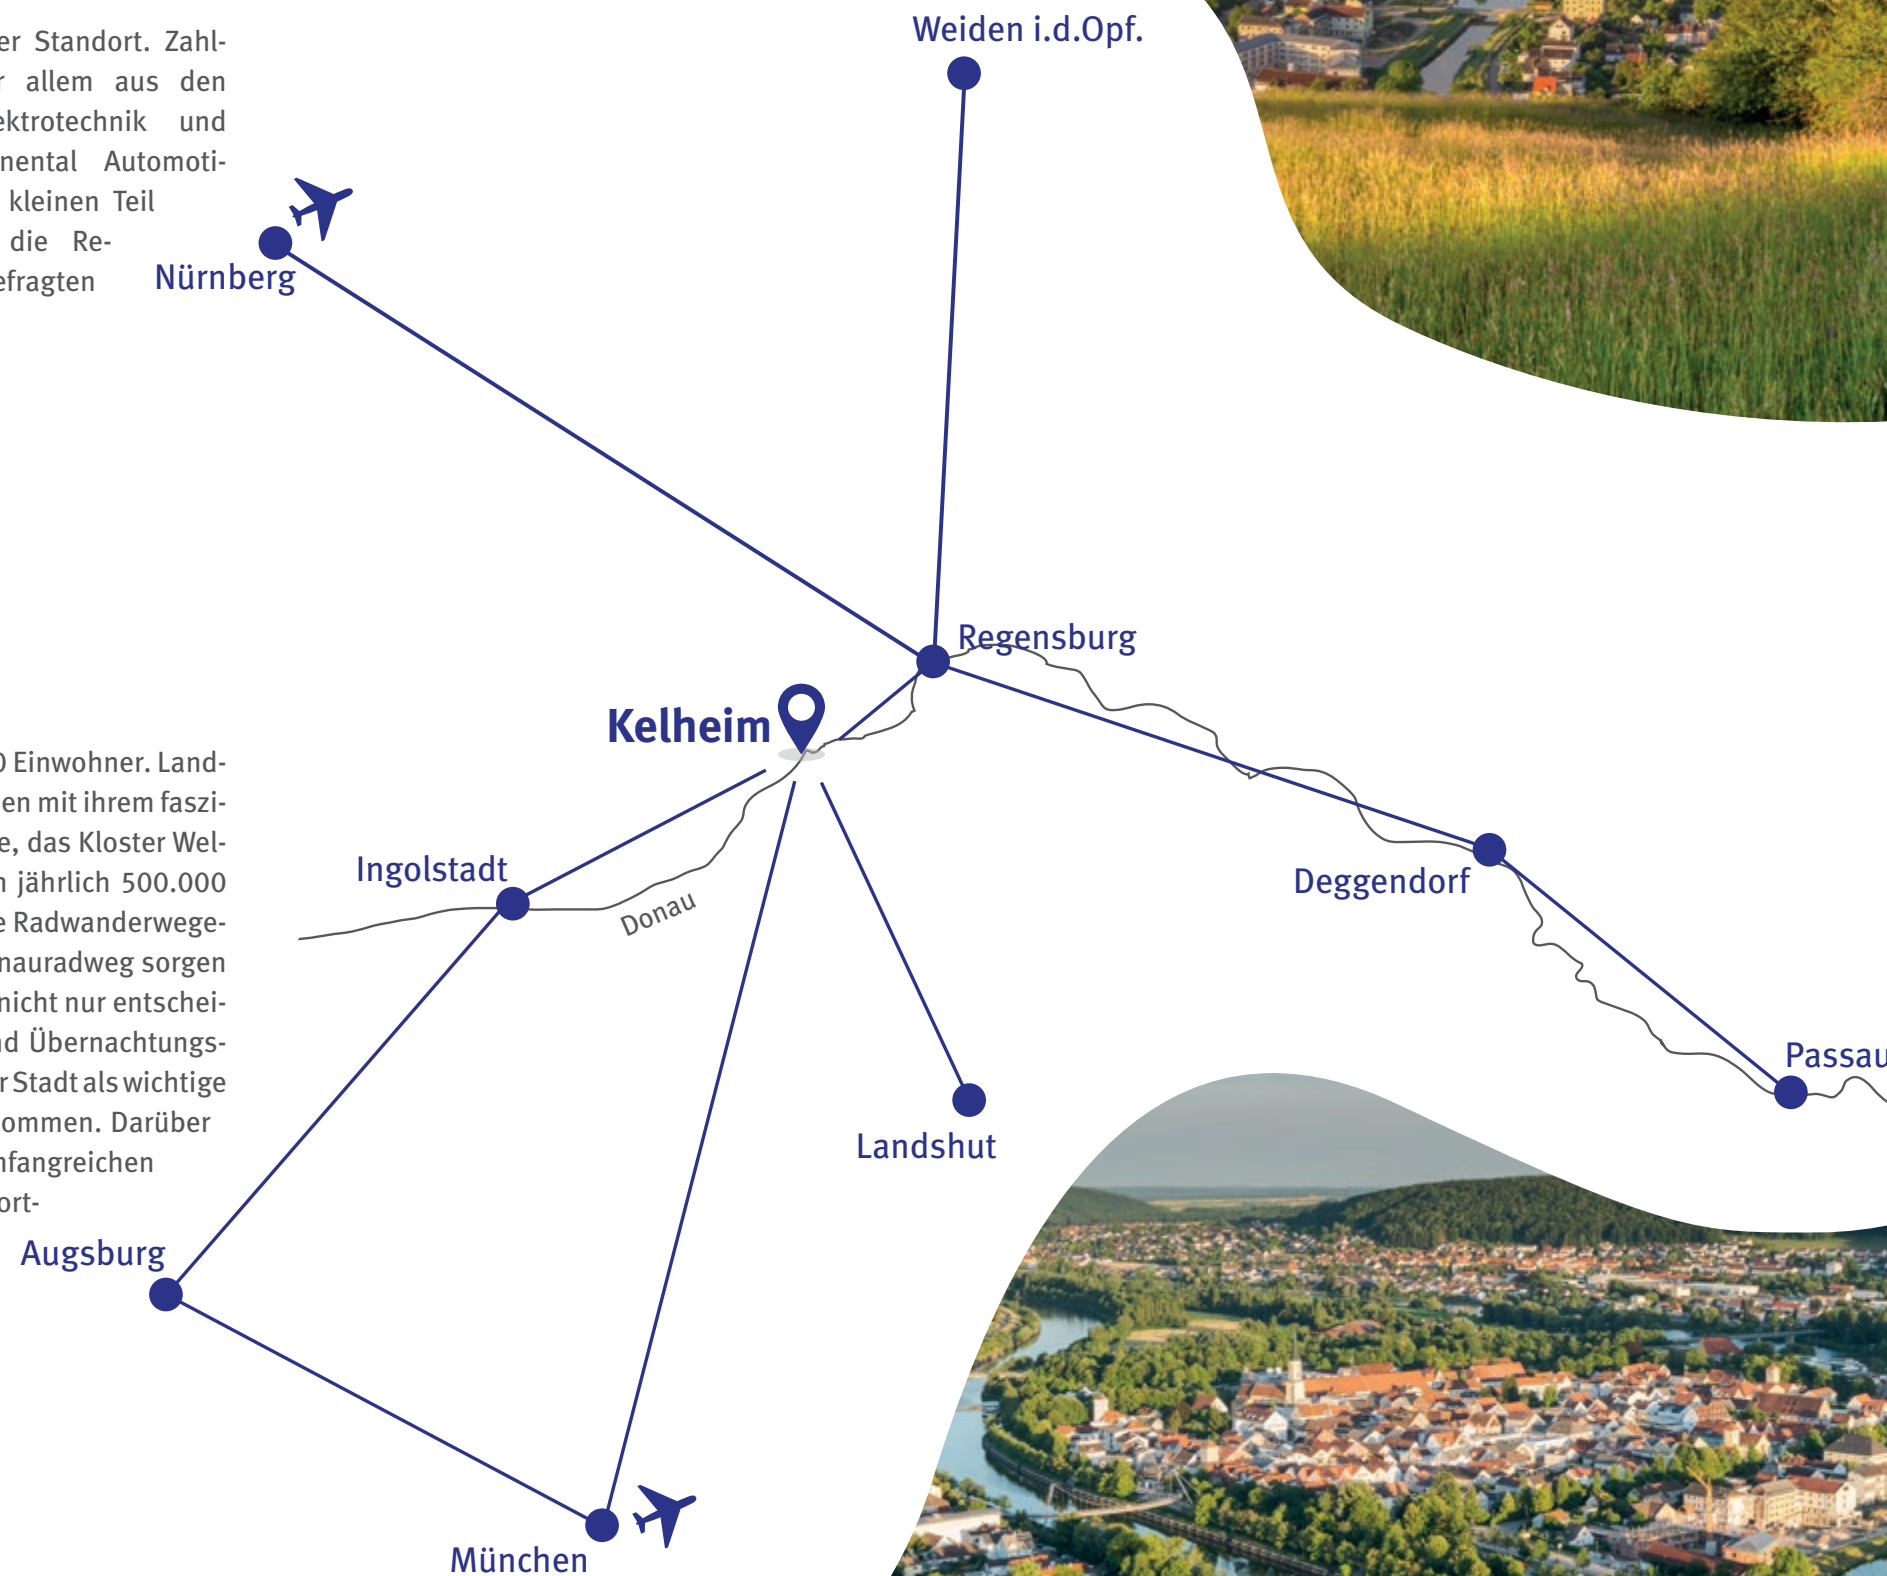 er Standort. Zahl-
r allem aus den
ektrotechnik und
nental Automoti-
kleinen Teil
die Re-
efragten
Weiden i.d.Opf.
Nürnberg
Regensburg
Kelheim
0 Einwohner. Land-
en mit ihrem faszi-
e, das Kloster Wel-
n jährlich 500.000
e Radwanderwege-
nauradweg sorgen
nicht nur entschei-
nd Übernachtungs-
r Stadt als wichtige
ommen. Darüber
nfangreichen
ort-
Ingolstadt
Donau
Deggendorf
Passau
Landshut
Augsburg
München